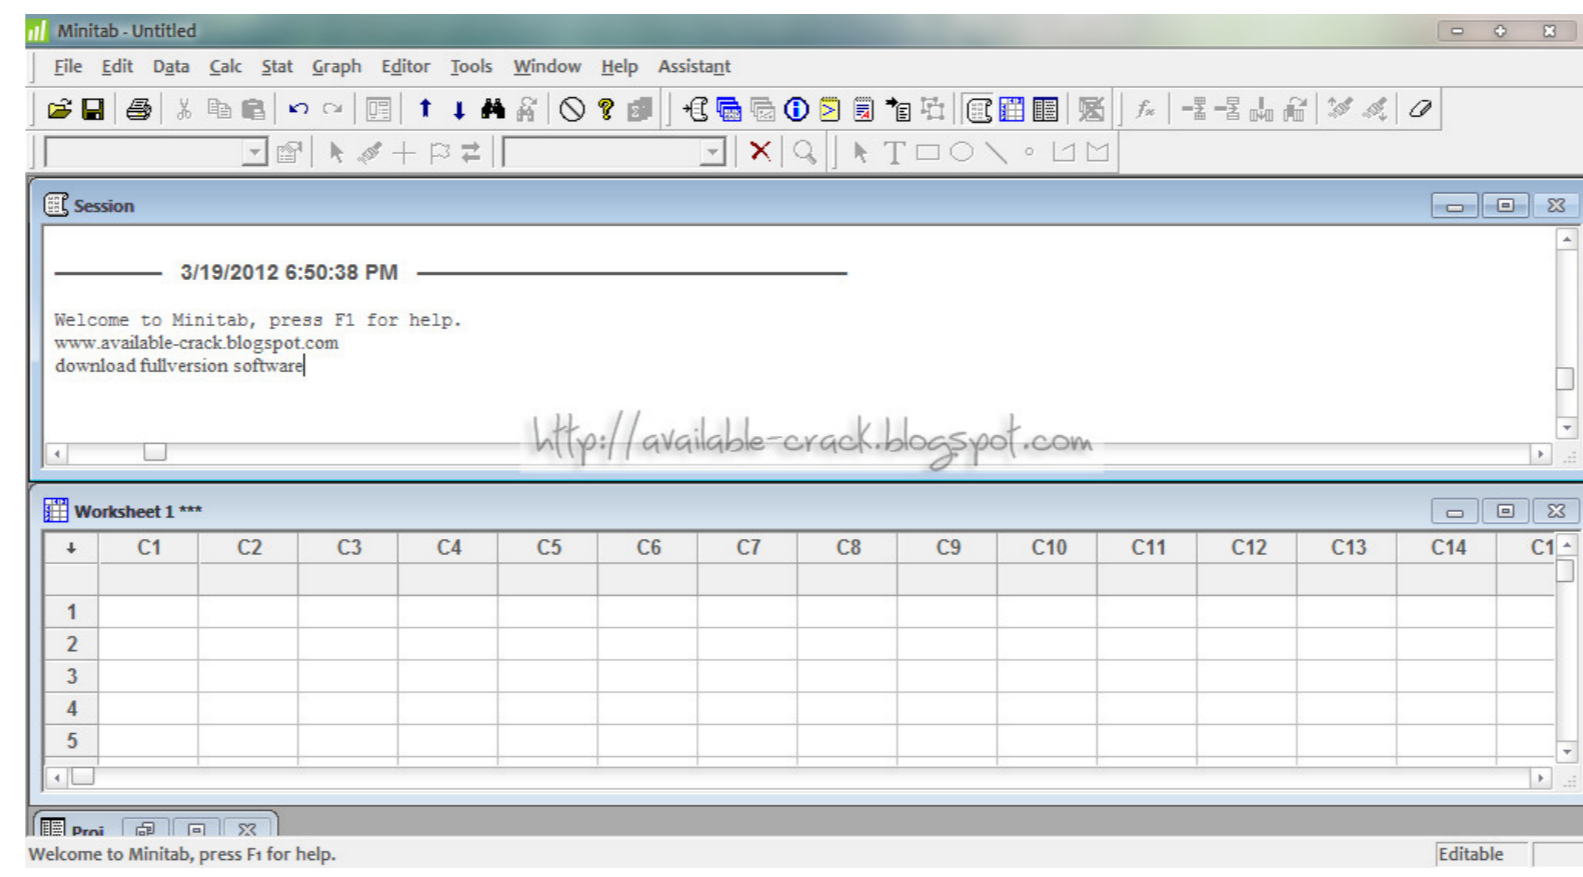 Minitab - Untitled
File Edit Data Calc Stat Graph Editor Tools Window Help Assistant
Session
3/19/2012 6:50:38 PM
Welcome to Minitab, press F1 for help.
www.available-crack.blogspot.com
download fullversion software
http://available-crack.blogspot.com
Worksheet 1 ***
C1 C2 C3 C4 C5 C6 C7 C8 C9 C10 C11 C12 C13 C14 C1
1
2
3
4
5
Proj
Welcome to Minitab, press F1 for help. Editable